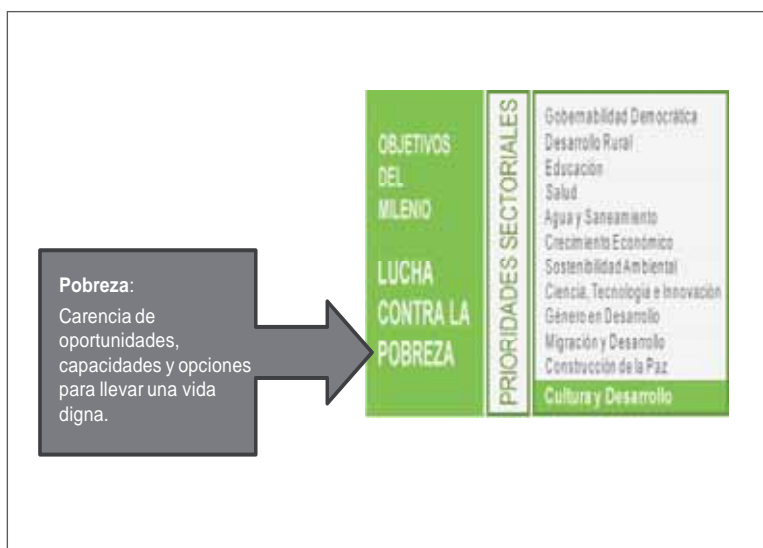 Pobreza:
Carencia de
oportunidades,
capacidades y opciones
para llevar una vida
digna.
OBJETIVOS
DEL
MILENIO
LUCHA
CONTRA LA
POBREZA
PRIORIDADES SECTORIALES
Gobernabilidad Democrática
Desarrollo Rural
Educación
Salud
Agua y Saneamiento
Crecimiento Económico
Sostenibilidad Ambiental
Ciencia, Tecnología e Innovación
Género en Desarrollo
Migración y Desarrollo
Construcción de la Paz
Cultura y Desarrollo